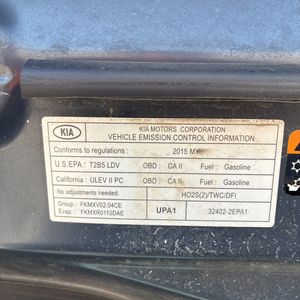 KIA
KIA MOTORS CORPORATION
VEHICLE EMISSION CONTROL INFORMATION
Conforms to regulations : 2015 MY
U.S.EPA : T2B5 LDV OBD : CA II Fuel : Gasoline
California : ULEV II PC OBD : CA II Fuel : Gasoline
No adjustments needed. HO2S(2)/TWC/DFI
Group : FKMXV02.04CE
Evap: FKMXR0115DAE
UPA1
32402-2EPA1